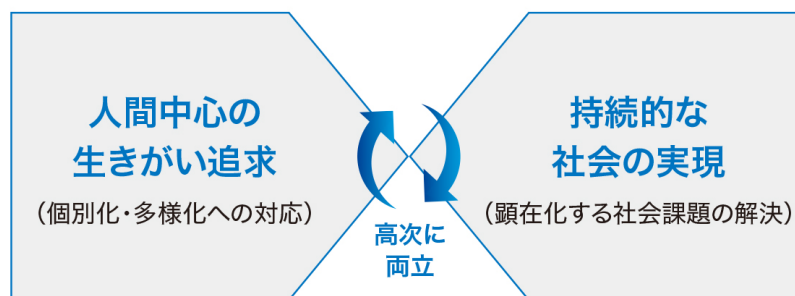 人間中心の
生きがい追求
（個別化・多様化への対応）
高次に
両立
持続的な
社会の実現
（顕在化する社会課題の解決）